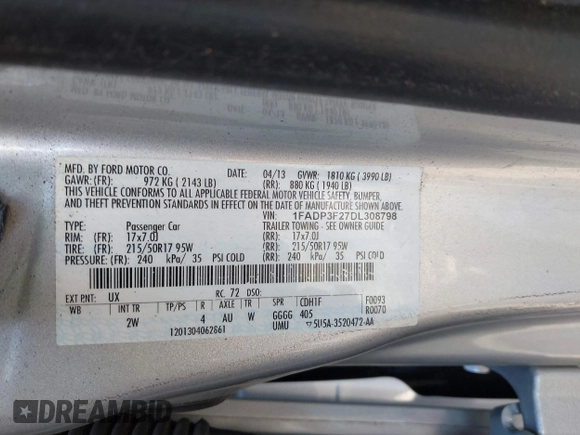 MFD. BY FORD MOTOR CO.
DATE: 04/13 GVWR: 1810 KG ( 3990 LB)
GAWR: (FR): 972 KG ( 2143 LB) (RR): 880 KG ( 1940 LB)
THIS VEHICLE CONFORMS TO ALL APPLICABLE FEDERAL MOTOR VEHICLE SAFETY, BUMPER,
AND THEFT PREVENTION STANDARDS IN EFFECT ON THE DATE OF MANUFACTURE SHOWN ABOVE.
VIN: 1FADP3F27DL308798
TYPE: Passenger Car TRAILER TOWING - SEE OWNER GUIDE
RIM: (FR): 17x7.0J (RR): 17x7.0J
TIRES: (FR): 215/50R17 95W (RR): 215/50R17 95W
PRESSURE: (FR): 240 kPa/ 35 PSI COLD (RR): 240 kPa/ 35 PSI COLD
EXT PNT: UX RC: 72 DSO: F0093
WB INT TR TP/PS R AXLE TR SPR CDH1F R0070
2W 4 AU W GGGG 405
1201304062861 UMU 5U5A-3520472-AA
DREAMBID.COM